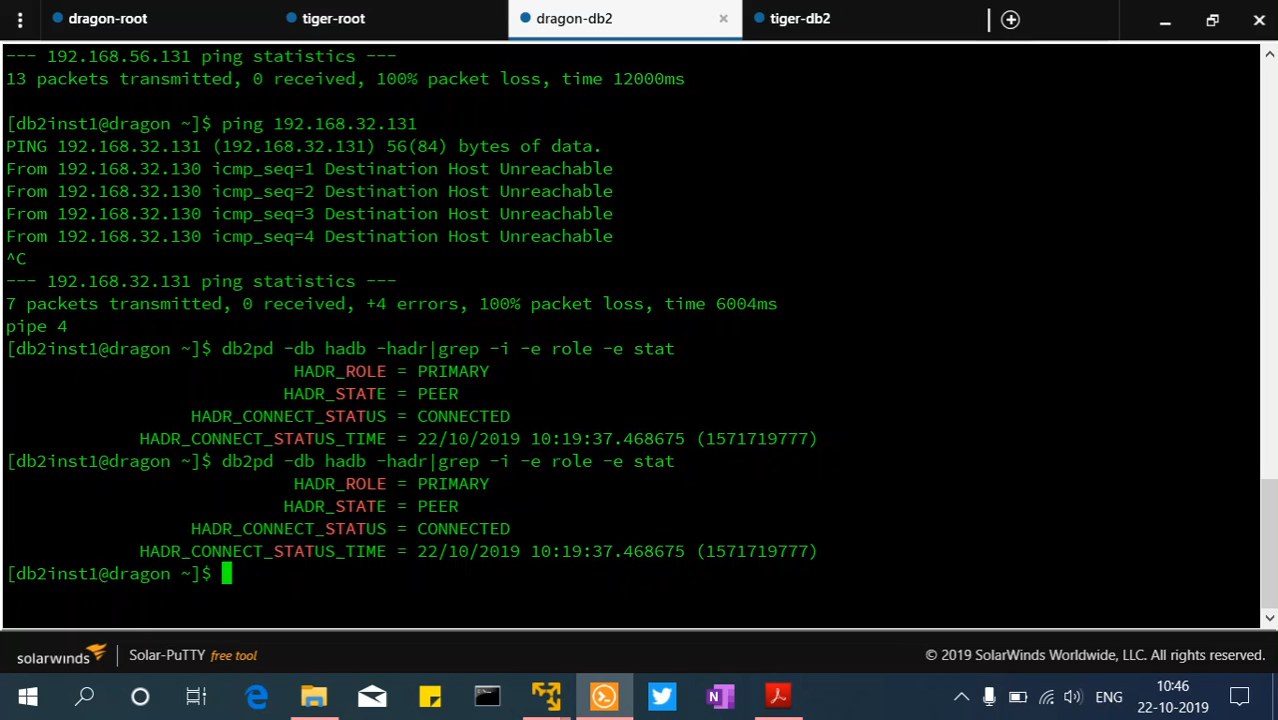 dragon-root tiger-root dragon-db2 × tiger-db2
--- 192.168.56.131 ping statistics ---
13 packets transmitted, 0 received, 100% packet loss, time 12000ms
[db2inst1@dragon ~]$ ping 192.168.32.131
PING 192.168.32.131 (192.168.32.131) 56(84) bytes of data.
From 192.168.32.130 icmp_seq=1 Destination Host Unreachable
From 192.168.32.130 icmp_seq=2 Destination Host Unreachable
From 192.168.32.130 icmp_seq=3 Destination Host Unreachable
From 192.168.32.130 icmp_seq=4 Destination Host Unreachable
^C
--- 192.168.32.131 ping statistics ---
7 packets transmitted, 0 received, +4 errors, 100% packet loss, time 6004ms
pipe 4
[db2inst1@dragon ~]$ db2pd -db hadb -hadr|grep -i -e role -e stat
HADR_ROLE = PRIMARY
HADR_STATE = PEER
HADR_CONNECT_STATUS = CONNECTED
HADR_CONNECT_STATUS_TIME = 22/10/2019 10:19:37.468675 (1571719777)
[db2inst1@dragon ~]$ db2pd -db hadb -hadr|grep -i -e role -e stat
HADR_ROLE = PRIMARY
HADR_STATE = PEER
HADR_CONNECT_STATUS = CONNECTED
HADR_CONNECT_STATUS_TIME = 22/10/2019 10:19:37.468675 (1571719777)
[db2inst1@dragon ~]$
solarwinds Solar-PuTTY free tool © 2019 SolarWinds Worldwide, LLC. All rights reserved.
ENG 10:46
22-10-2019